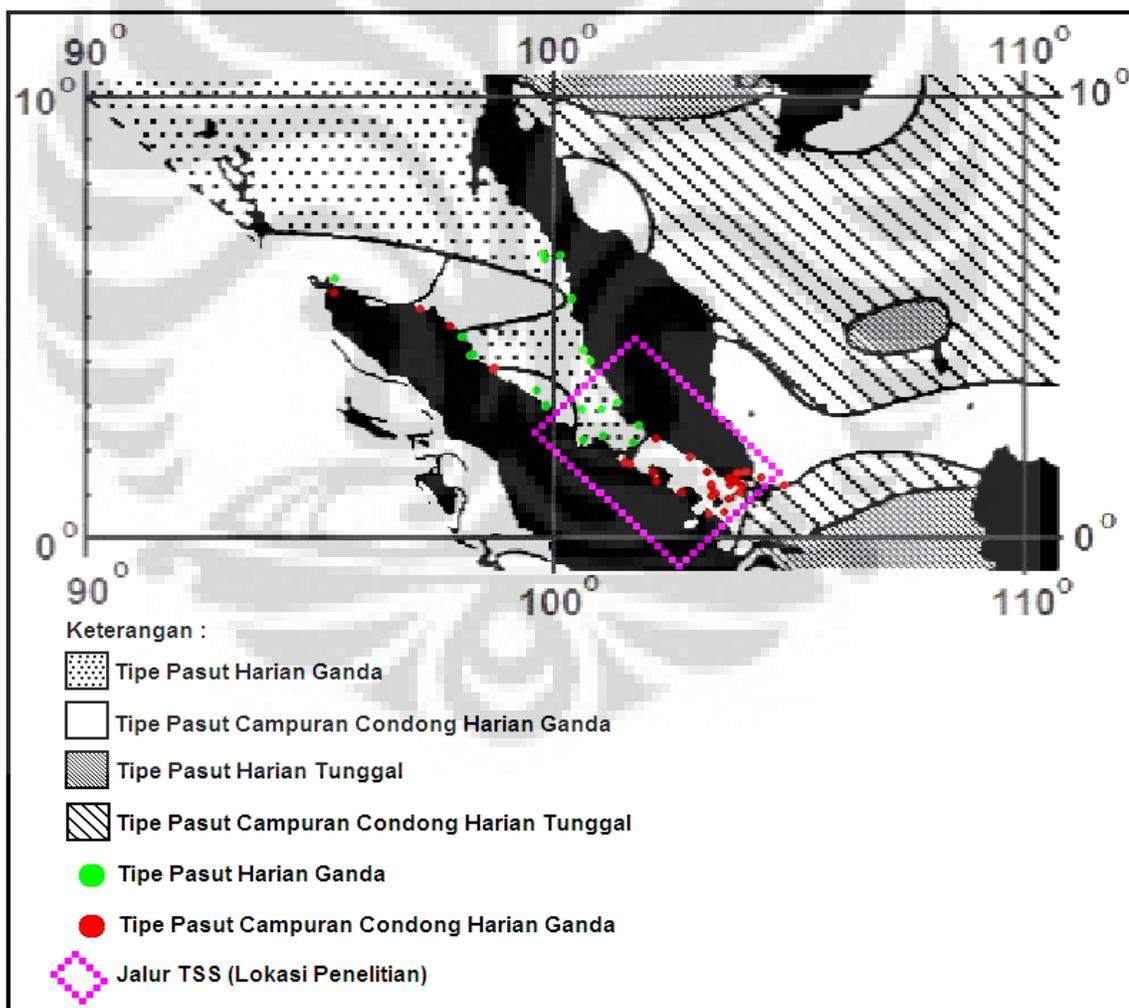 90° 100° 110°
10° 10°
0° 0°
90° 100° 110°
Keterangan :
Tipe Pasut Harian Ganda
Tipe Pasut Campuran Condong Harian Ganda
Tipe Pasut Harian Tunggal
Tipe Pasut Campuran Condong Harian Tunggal
Tipe Pasut Harian Ganda
Tipe Pasut Campuran Condong Harian Ganda
Jalur TSS (Lokasi Penelitian)